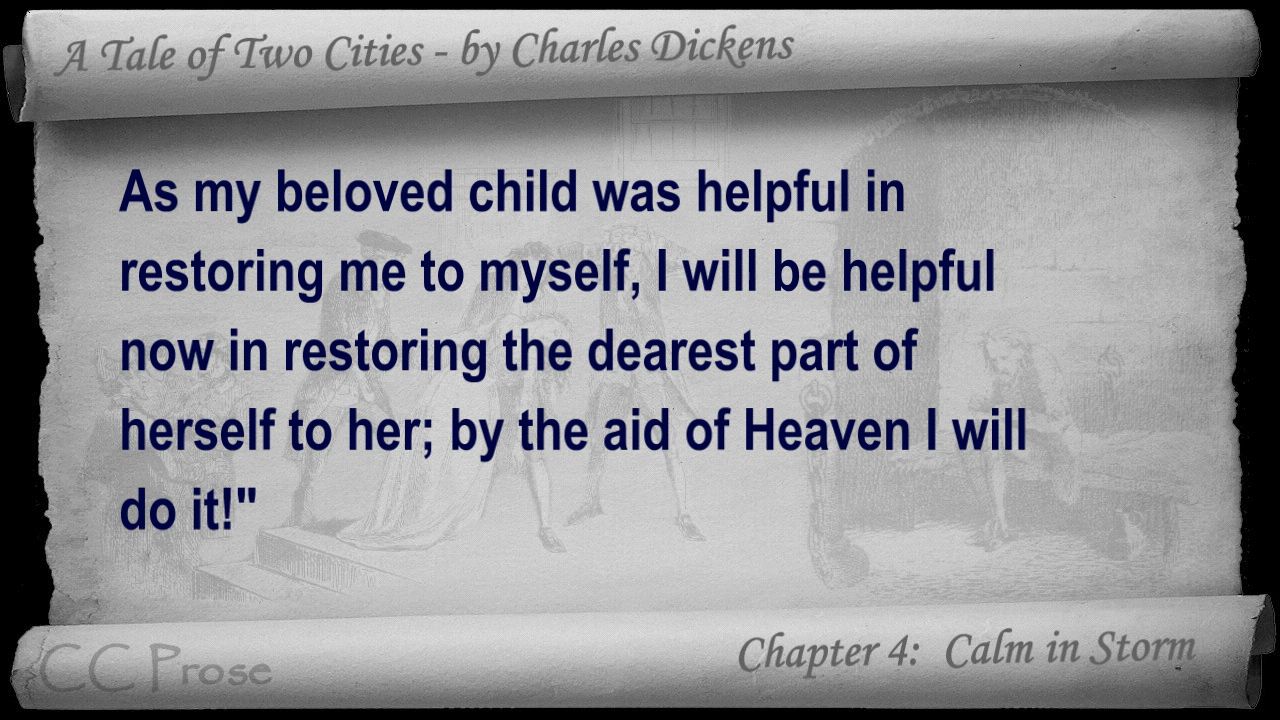 A Tale of Two Cities - by Charles Dickens
As my beloved child was helpful in
restoring me to myself, I will be helpful
now in restoring the dearest part of
herself to her; by the aid of Heaven I will
do it!"
CC Prose
Chapter 4: Calm in Storm